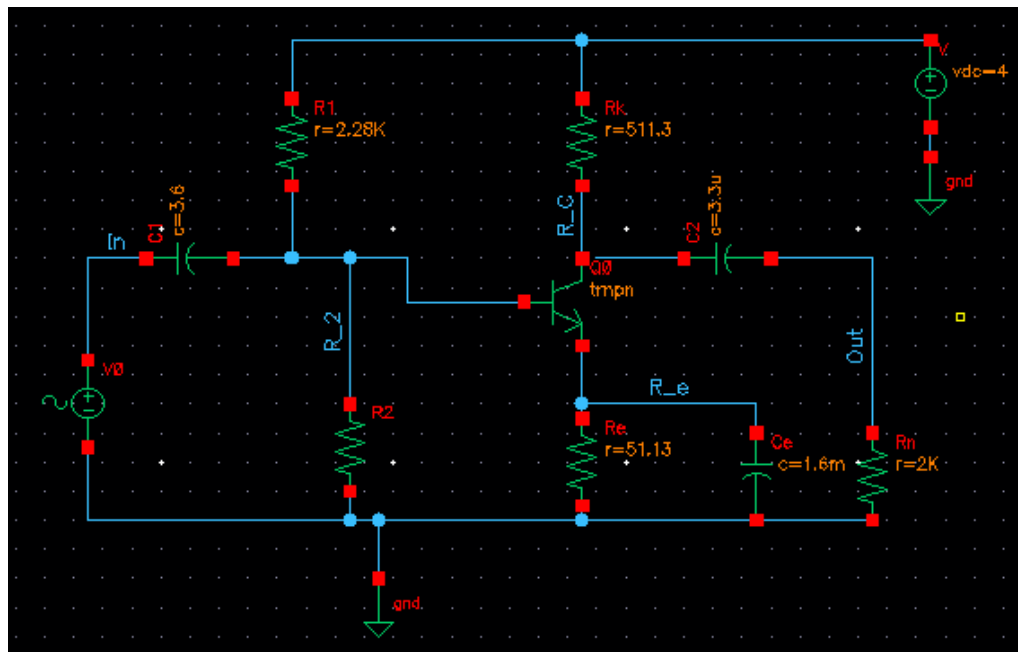 V
vdc=4
R1
r=2.28K
Rk
r=511.3
gnd
c=3.6
C1
In
R_C
c=3.3u
C2
Q0
tmpn
R_2
V0
Out
R_e
R2
Re
r=51.13
Ce
c=1.6m
Rn
r=2K
gnd